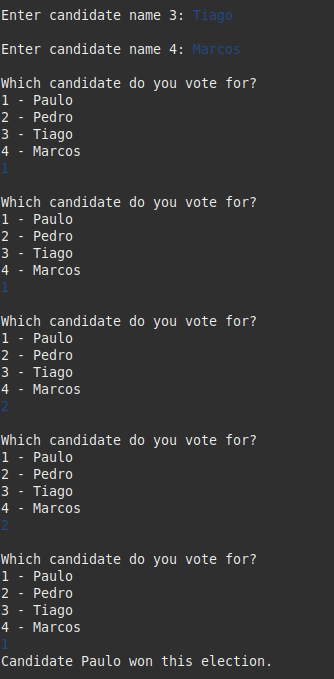 Enter candidate name 3: Tiago
Enter candidate name 4: Marcos
Which candidate do you vote for?
1 - Paulo
2 - Pedro
3 - Tiago
4 - Marcos
1
Which candidate do you vote for?
1 - Paulo
2 - Pedro
3 - Tiago
4 - Marcos
1
Which candidate do you vote for?
1 - Paulo
2 - Pedro
3 - Tiago
4 - Marcos
2
Which candidate do you vote for?
1 - Paulo
2 - Pedro
3 - Tiago
4 - Marcos
2
Which candidate do you vote for?
1 - Paulo
2 - Pedro
3 - Tiago
4 - Marcos
1
Candidate Paulo won this election.